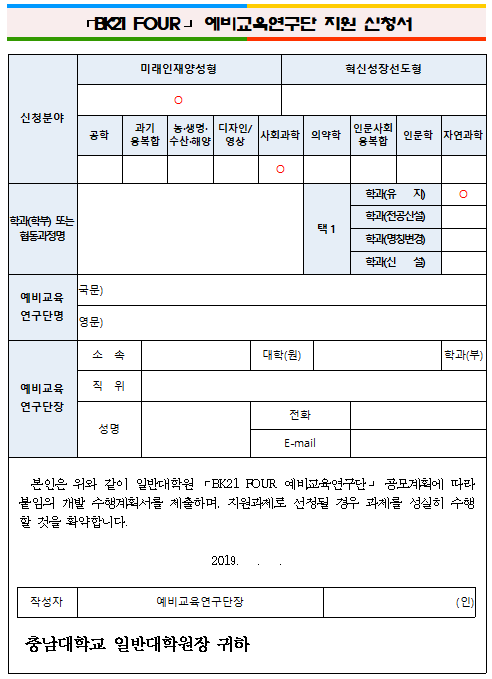 「BK21 FOUR」 예비교육연구단 지원 신청서
신청분야
미래인재양성형 혁신성장선도형
○
공학 과기 융복합 농·생명· 수산·해양 디자인/ 영상 사회과학 의약학 인문사회 융복합 인문학 자연과학
○
학과(학부) 또는
협동과정명
택 1
학과(유 지) ○
학과(전공신설)
학과(명칭변경)
학과(신 설)
예비교육
연구단명
국문)
영문)
예비교육
연구단장
소 속 대학(원) 학과(부)
직 위
성명
전화
E-mail
본인은 위와 같이 일반대학원 「BK21 FOUR 예비교육연구단」 공모계획에 따라
붙임의 개발 수행계획서를 제출하며, 지원과제로 선정될 경우 과제를 성실히 수행
할 것을 확약합니다.
2019. . .
작성자 예비교육연구단장 (인)
충남대학교 일반대학원장 귀하